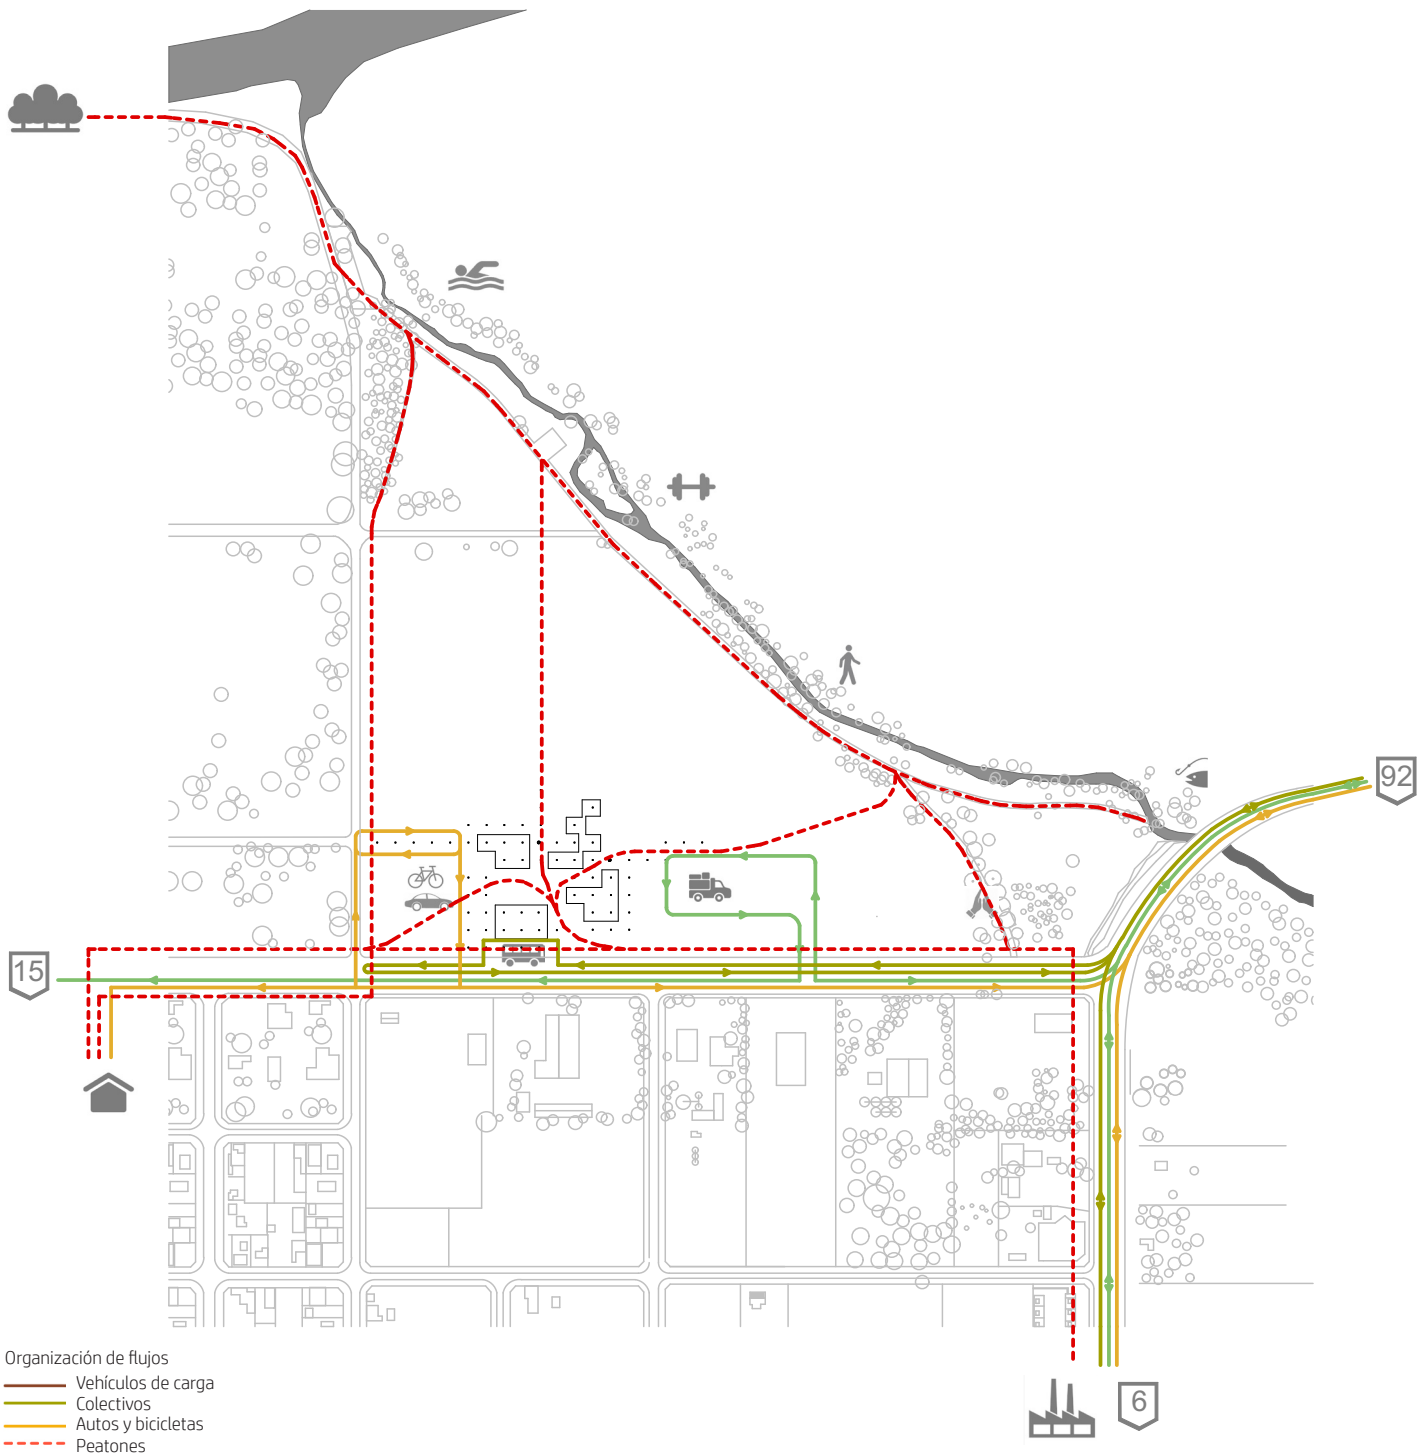 92
15
6
Organización de flujos
Vehículos de carga
Colectivos
Autos y bicicletas
Peatones